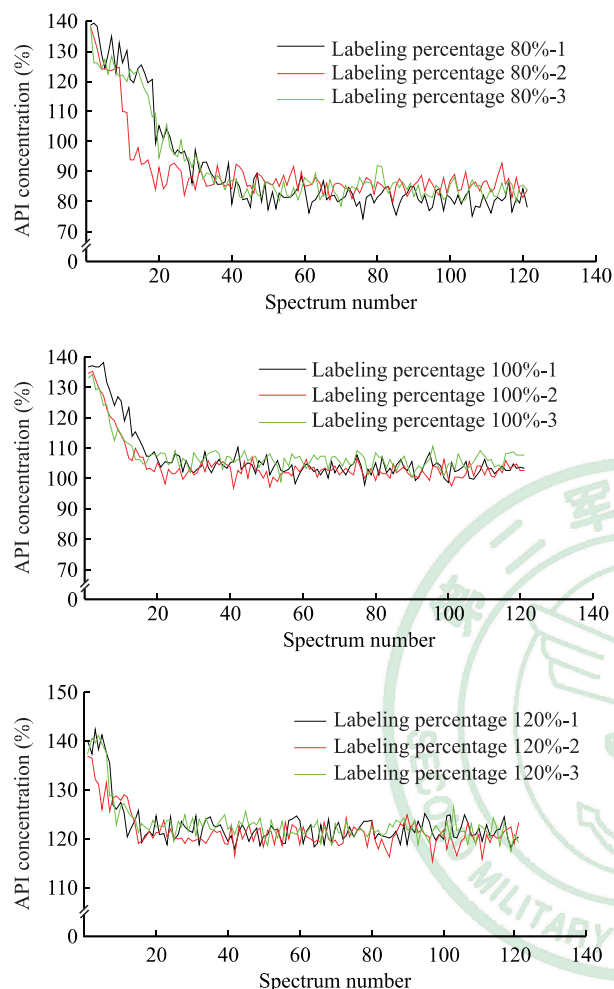 140
130
120
110
100
90
80
70
0
API concentration (%)
Labeling percentage 80%-1
Labeling percentage 80%-2
Labeling percentage 80%-3
20 40 60 80 100 120 140
Spectrum number
140
130
120
110
100
90
80
70
0
API concentration (%)
Labeling percentage 100%-1
Labeling percentage 100%-2
Labeling percentage 100%-3
20 40 60 80 100 120 140
Spectrum number
150
140
130
120
110
0
API concentration (%)
Labeling percentage 120%-1
Labeling percentage 120%-2
Labeling percentage 120%-3
20 40 60 80 100 120 140
Spectrum number
二军
SECOND MILITARY